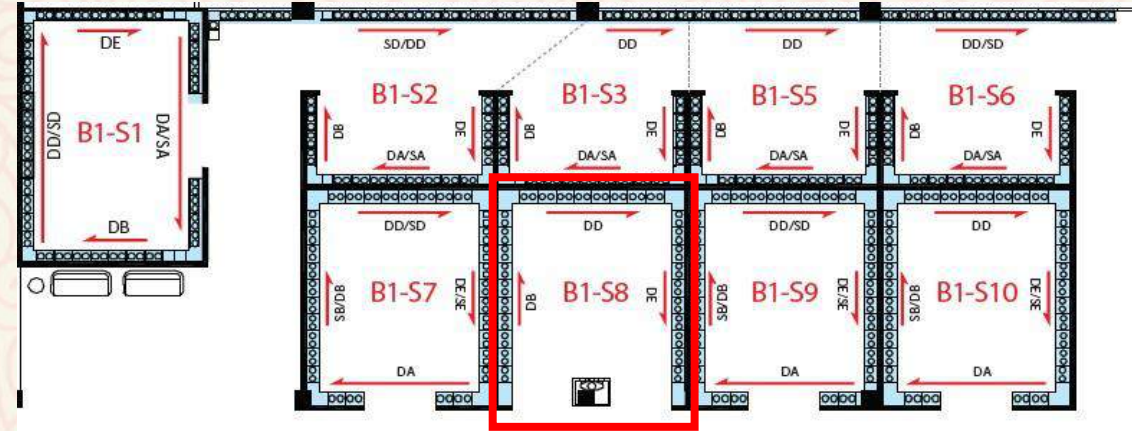 DE
DD/SD
B1-S1
DA/SA
DB
SD/DD
B1-S2
DB
DE
DA/SA
DD
B1-S3
DB
DE
DA/SA
DD
B1-S5
DB
DE
DA/SA
DD/SD
B1-S6
DB
DE
DA/SA
DD/SD
SB/DB
B1-S7
DE/SE
DA
DD
DB
B1-S8
DE
DD/SD
SB/DB
B1-S9
DE/SE
DA
DD
SB/DB
B1-S10
DE/SE
DA